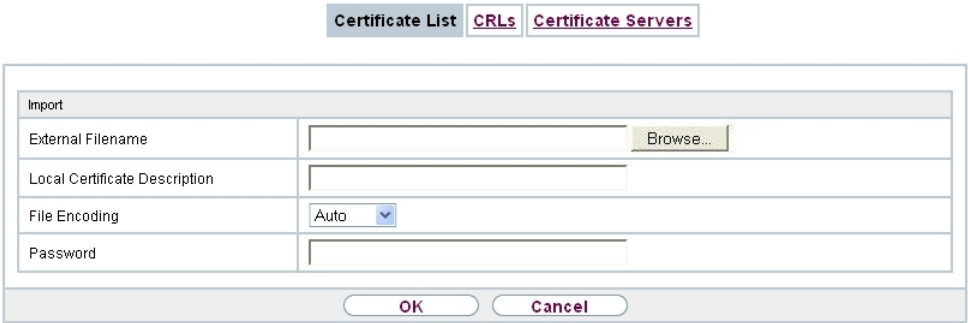 Certificate List CRLs Certificate Servers
Import
External Filename Browse...
Local Certificate Description
File Encoding Auto
Password
OK Cancel